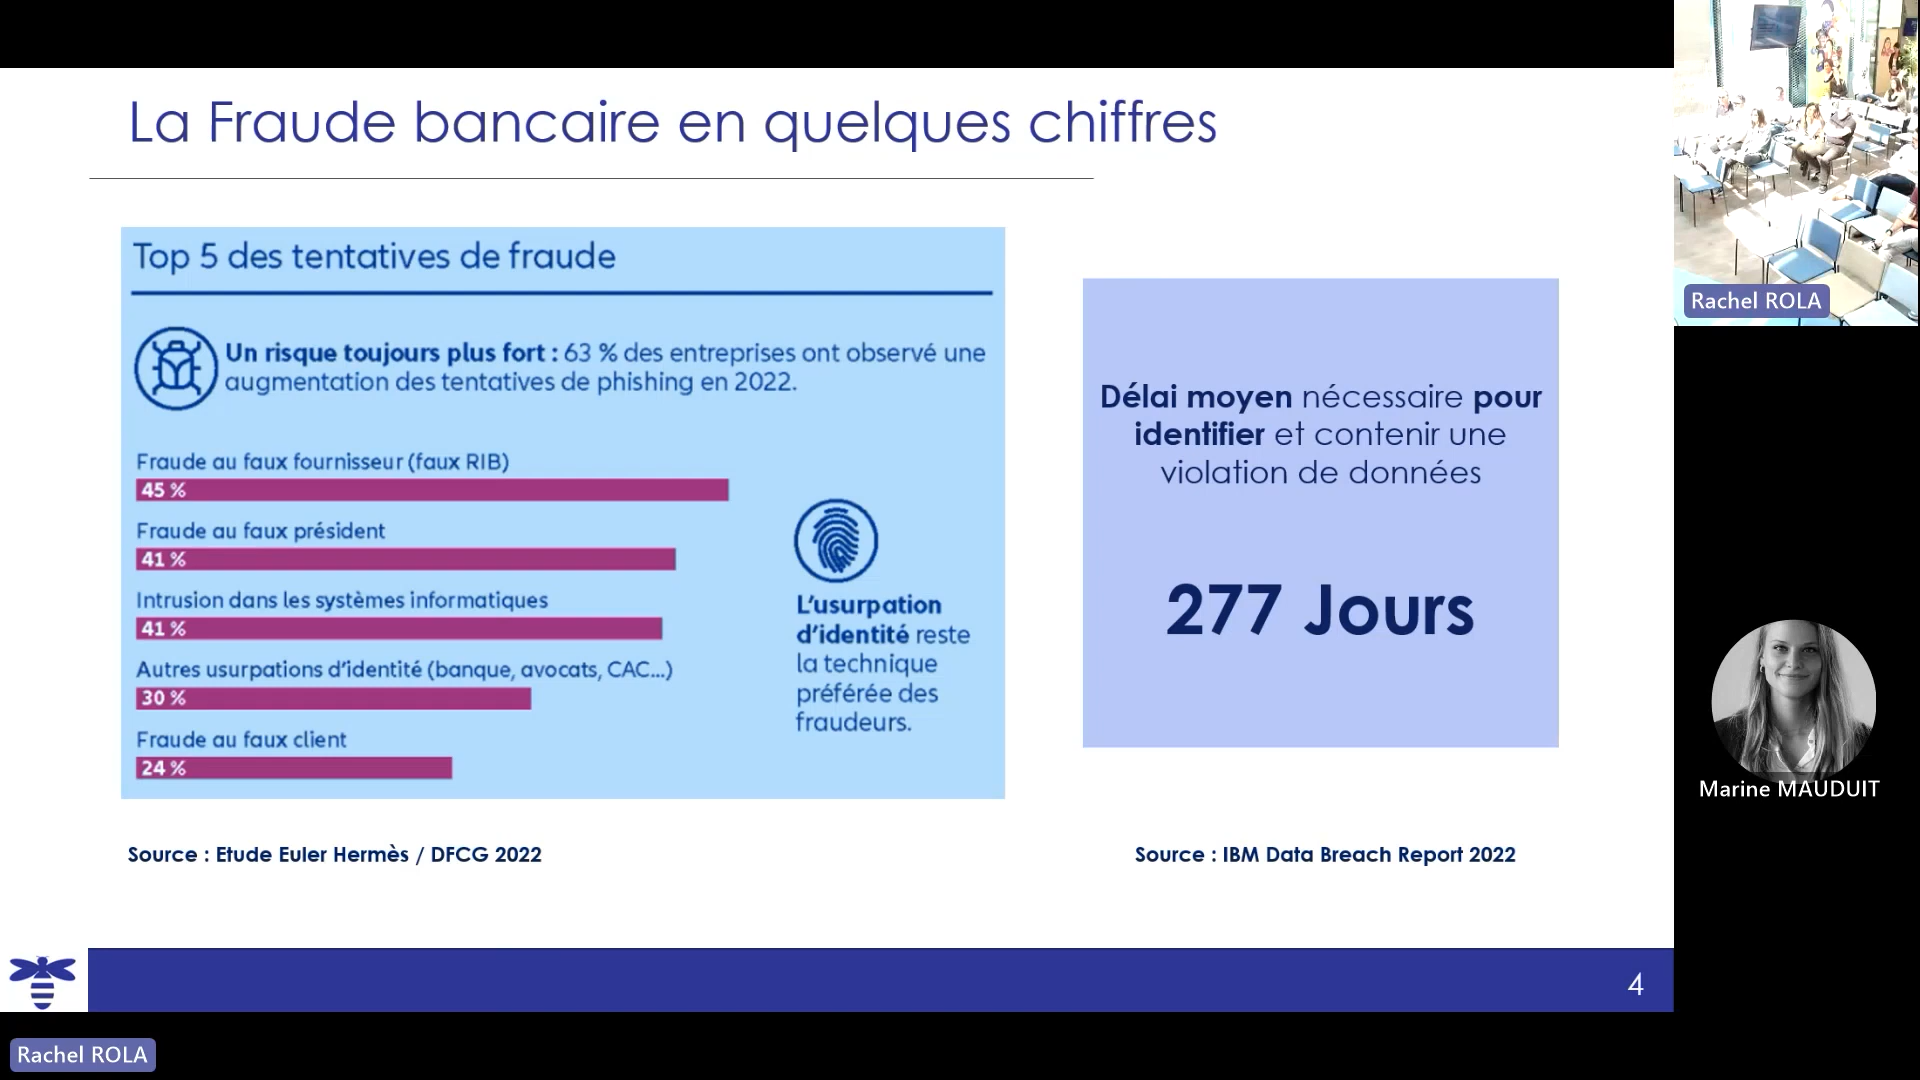 La Fraude bancaire en quelques chiffres
Top 5 des tentatives de fraude
Un risque toujours plus fort : 63 % des entreprises ont observé une
augmentation des tentatives de phishing en 2022.
Fraude au faux fournisseur (faux RIB)
45 %
Fraude au faux président
41 %
Intrusion dans les systèmes informatiques
41 %
Autres usurpations d'identité (banque, avocats, CAC...)
30 %
Fraude au faux client
24 %
L'usurpation
d'identité reste
la technique
préférée des
fraudeurs.
Source : Etude Euler Hermès / DFCG 2022
Délai moyen nécessaire pour
identifier et contenir une
violation de données
277 Jours
Source : IBM Data Breach Report 2022
4
Rachel ROLA
Marine MAUDUIT
Rachel ROLA